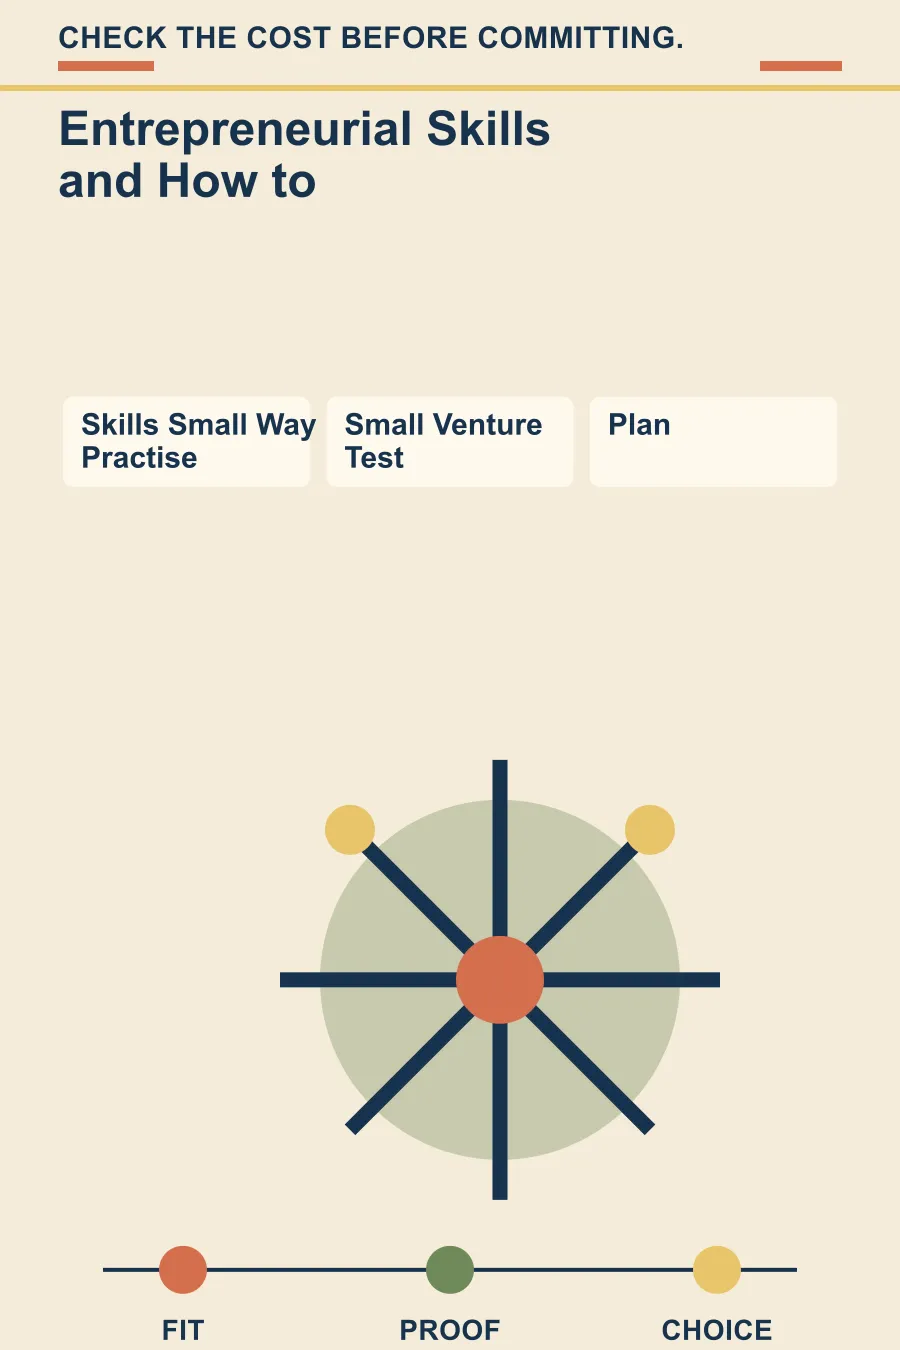 CHECK THE COST BEFORE COMMITTING.
Entrepreneurial Skills
and How to
Skills Small Way
Practise
Small Venture
Test
Plan
FIT
PROOF
CHOICE